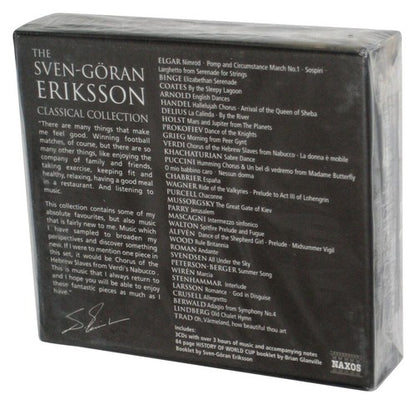 THE
SVEN-GÖRAN
ERIKSSON
CLASSICAL COLLECTION
"There are many things that make
me feel good. Winning football
matches, of course, but there are so
many other things, like enjoying the
company of family and friends,
taking exercise, keeping fit and
healthy, relaxing, having a good meal
in a restaurant. And listening to
music.
This collection contains some of my
absolute favourites, but also music
that is fairly new to me. Music which
I have sampled to broaden my
perspectives and discover something
new. If I were to mention one piece in
this set, it would be Chorus of the
Hebrew Slaves from Verdi's Nabucco.
This is music that I always return to
and I hope you will be able to enjoy
these fantastic pieces as much as I
have."
ELGAR Nimrod · Pomp and Circumstance March No.1 · Sospiri ·
Larghetto from Serenade for Strings
BINGE Elizabethan Serenade
COATES By the Sleepy Lagoon
ARNOLD English Dances
HANDEL Hallelujah Chorus · Arrival of the Queen of Sheba
DELIUS La Calinda · By the River
HOLST Mars and Jupiter from The Planets
PROKOFIEV Dance of the Knights
GRIEG Morning from Peer Gynt
VERDI Chorus of the Hebrew Slaves from Nabucco · La donna è mobile
KHACHATURIAN Sabre Dance
PUCCINI Humming Chorus & Un bel dì vedremo from Madame Butterfly
O mio babbino caro · Nessun dorma
CHABRIER España
WAGNER Ride of the Valkyries · Prelude to Act III of Lohengrin
PURCELL Chaconne
MUSSORGSKY The Great Gate of Kiev
PARRY Jerusalem
MASCAGNI Intermezzo sinfonico
WALTON Spitfire Prelude and Fugue
ALFVÉN Dance of the Shepherd Girl · Prelude · Midsummer Vigil
WOOD Rule Britannia
ROMAN Andante
SVENDSEN All Under the Sky
PETERSON-BERGER Summer Song
WIRÉN Marcia
STENHAMMAR Interlude
LARSSON Romance · God in Disguise
CRUSELL Allegretto
BERWALD Adagio from Symphony No.4
LINDBERG Old Chalet Hymn
TRAD Oh, Värmeland, how beautiful thou art
Includes:
3CDs with over 3 hours of music and accompanying notes
84 page HISTORY OF WORLD CUP booklet by Brian Glanville
Booklet by Sven-Göran Eriksson
NAXOS